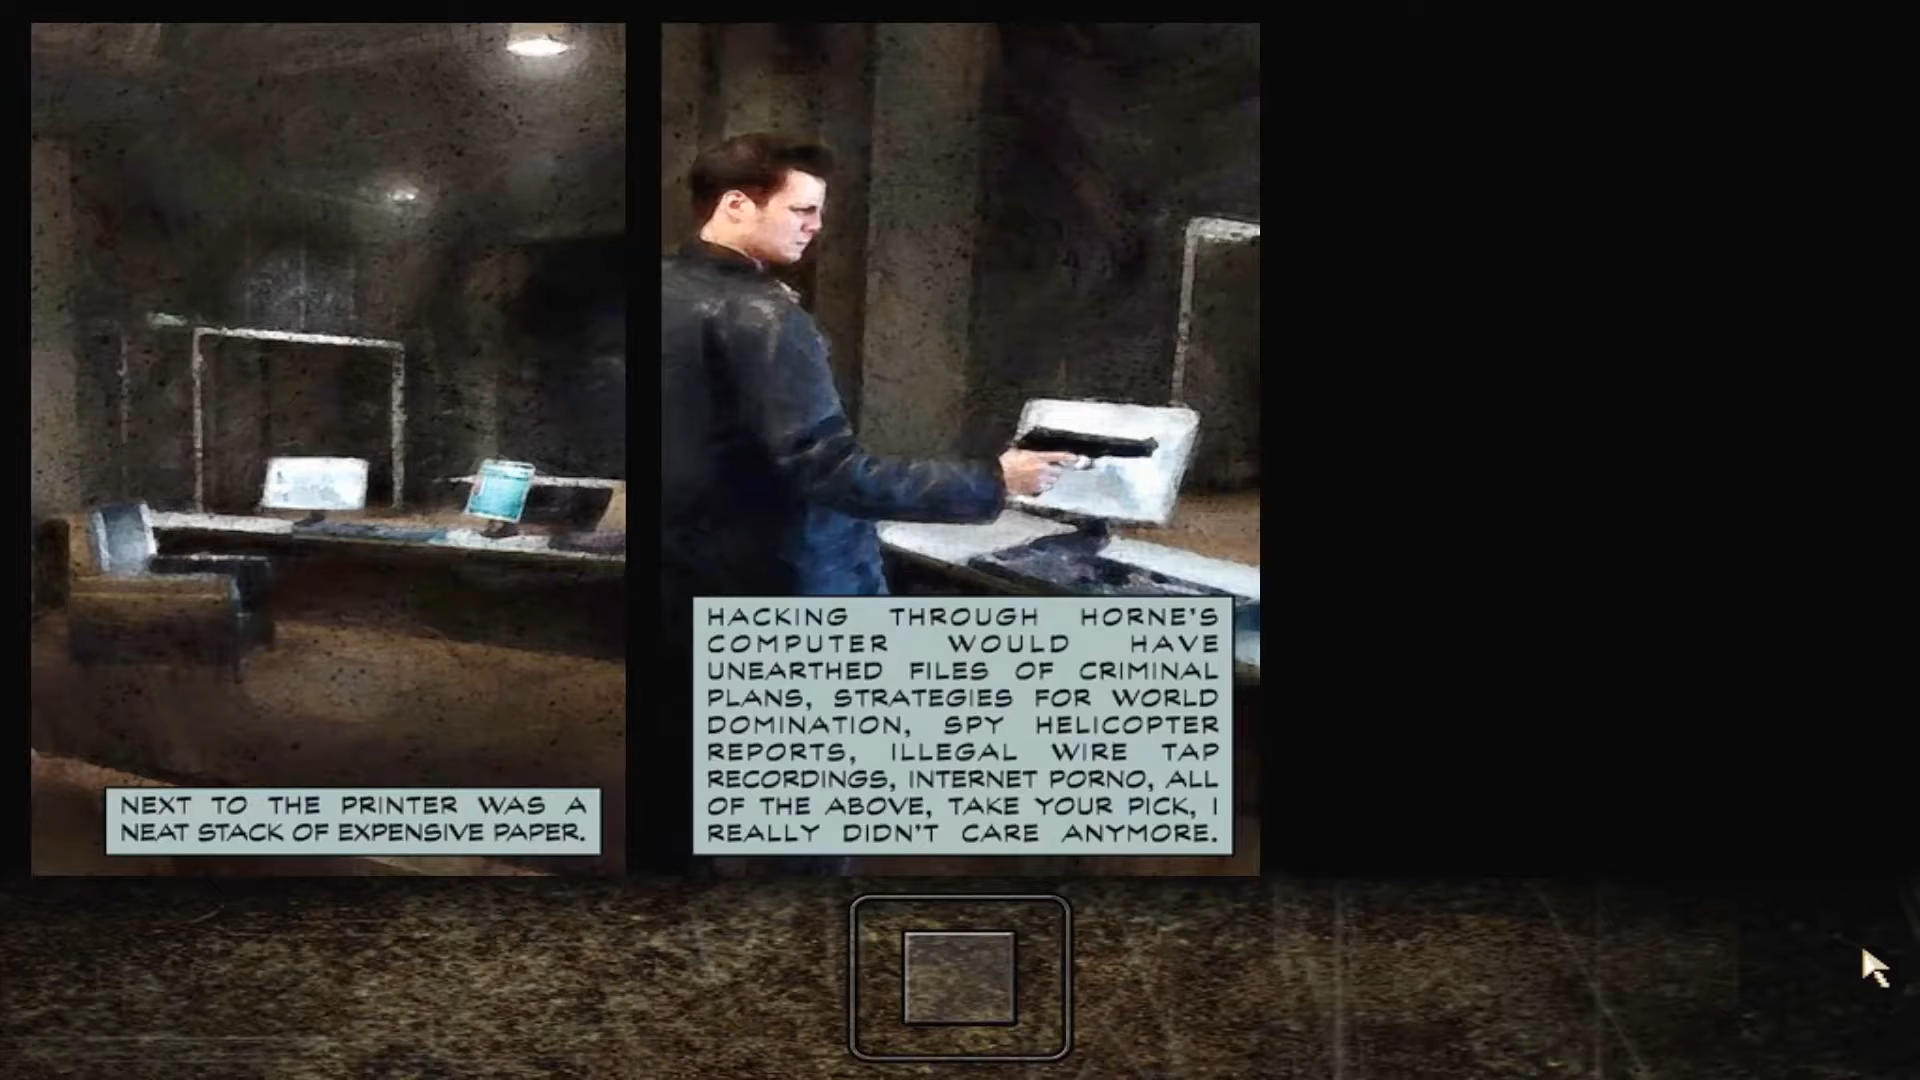 NEXT TO THE PRINTER WAS A
NEAT STACK OF EXPENSIVE PAPER.
HACKING THROUGH HORNE'S
COMPUTER WOULD HAVE
UNEARTHED FILES OF CRIMINAL
PLANS, STRATEGIES FOR WORLD
DOMINATION, SPY HELICOPTER
REPORTS, ILLEGAL WIRE TAP
RECORDINGS, INTERNET PORNO, ALL
OF THE ABOVE, TAKE YOUR PICK, I
REALLY DIDN'T CARE ANYMORE.